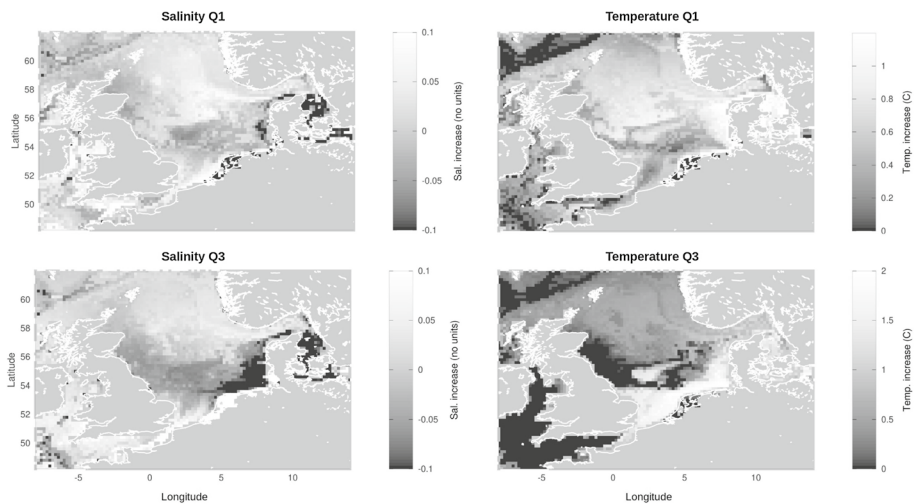 Salinity Q1
Temperature Q1
60
58
56
54
52
50
Latitude
0.1
0.05
0
-0.05
-0.1
Sal. increase (no units)
1
0.8
0.6
0.4
0.2
0
Temp. increase (C)
Salinity Q3
Temperature Q3
60
58
56
54
52
50
Latitude
0.1
0.05
0
-0.05
-0.1
Sal. increase (no units)
2
1.5
1
0.5
0
Temp. increase (C)
-5 0 5 10
-5 0 5 10
Longitude
Longitude